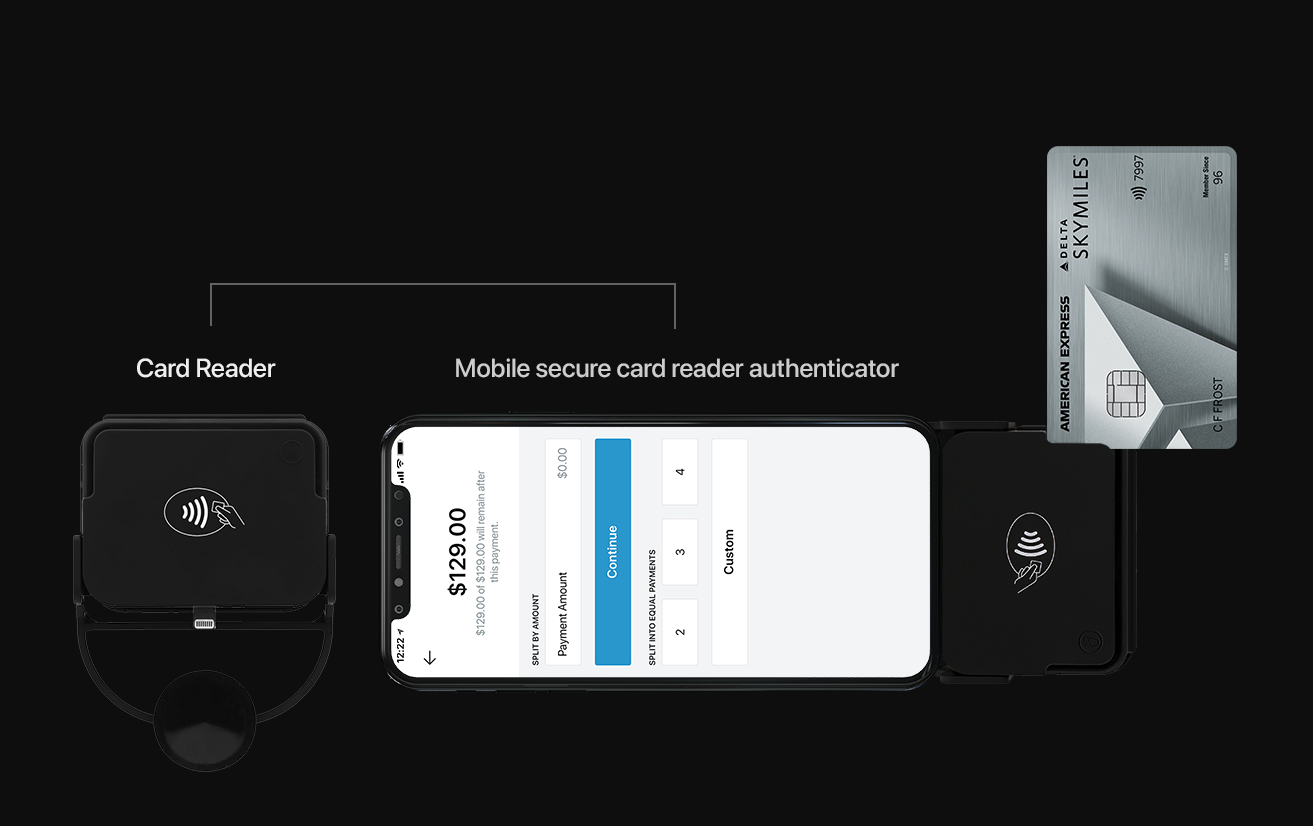 Card Reader
Mobile secure card reader authenticator
12:22
$129.00
$129.00 of $129.00 will remain after
this payment.
SPLIT BY AMOUNT
Payment Amount $0.00
Continue
SPLIT INTO EQUAL PAYMENTS
2 3 4
Custom
AMERICAN EXPRESS
DELTA
SKYMILES
7997
Member Since
96
C F FROST